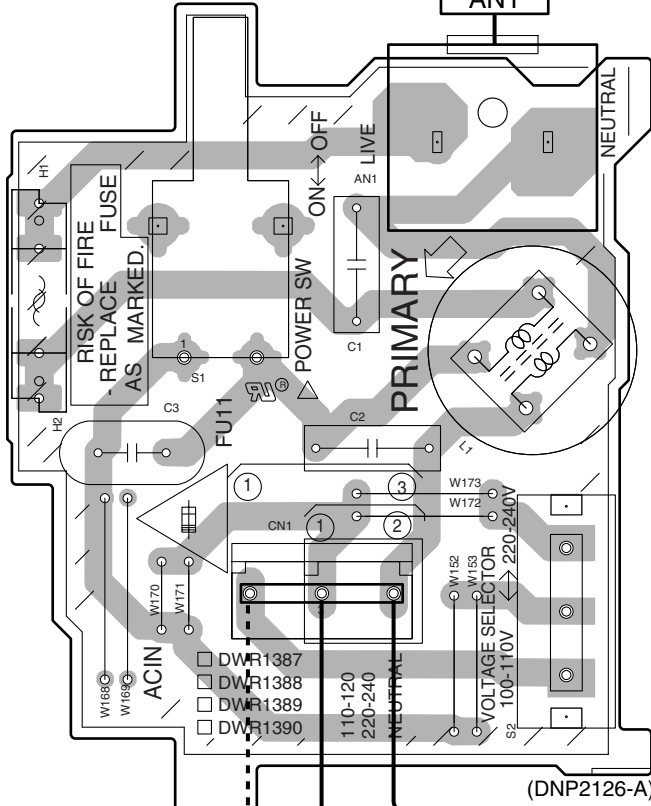 AN1
NEUTRAL
LIVE
ON ↔ OFF
AN1
H1
RISK OF FIRE
- REPLACE FUSE
AS MARKED.
POWER SW
PRIMARY
C1
1
S1
H2
C3
FU11
R
C2
L1
1
3
W173
W172
CN1
1
2
220-240V
VOLTAGE SELECTOR
100-110V
W152
W153
W170
W171
W168
W169
ACIN
DWR1387
DWR1388
DWR1389
DWR1390
110-120
220-240
NEUTRAL
S2
(DNP2126-A)